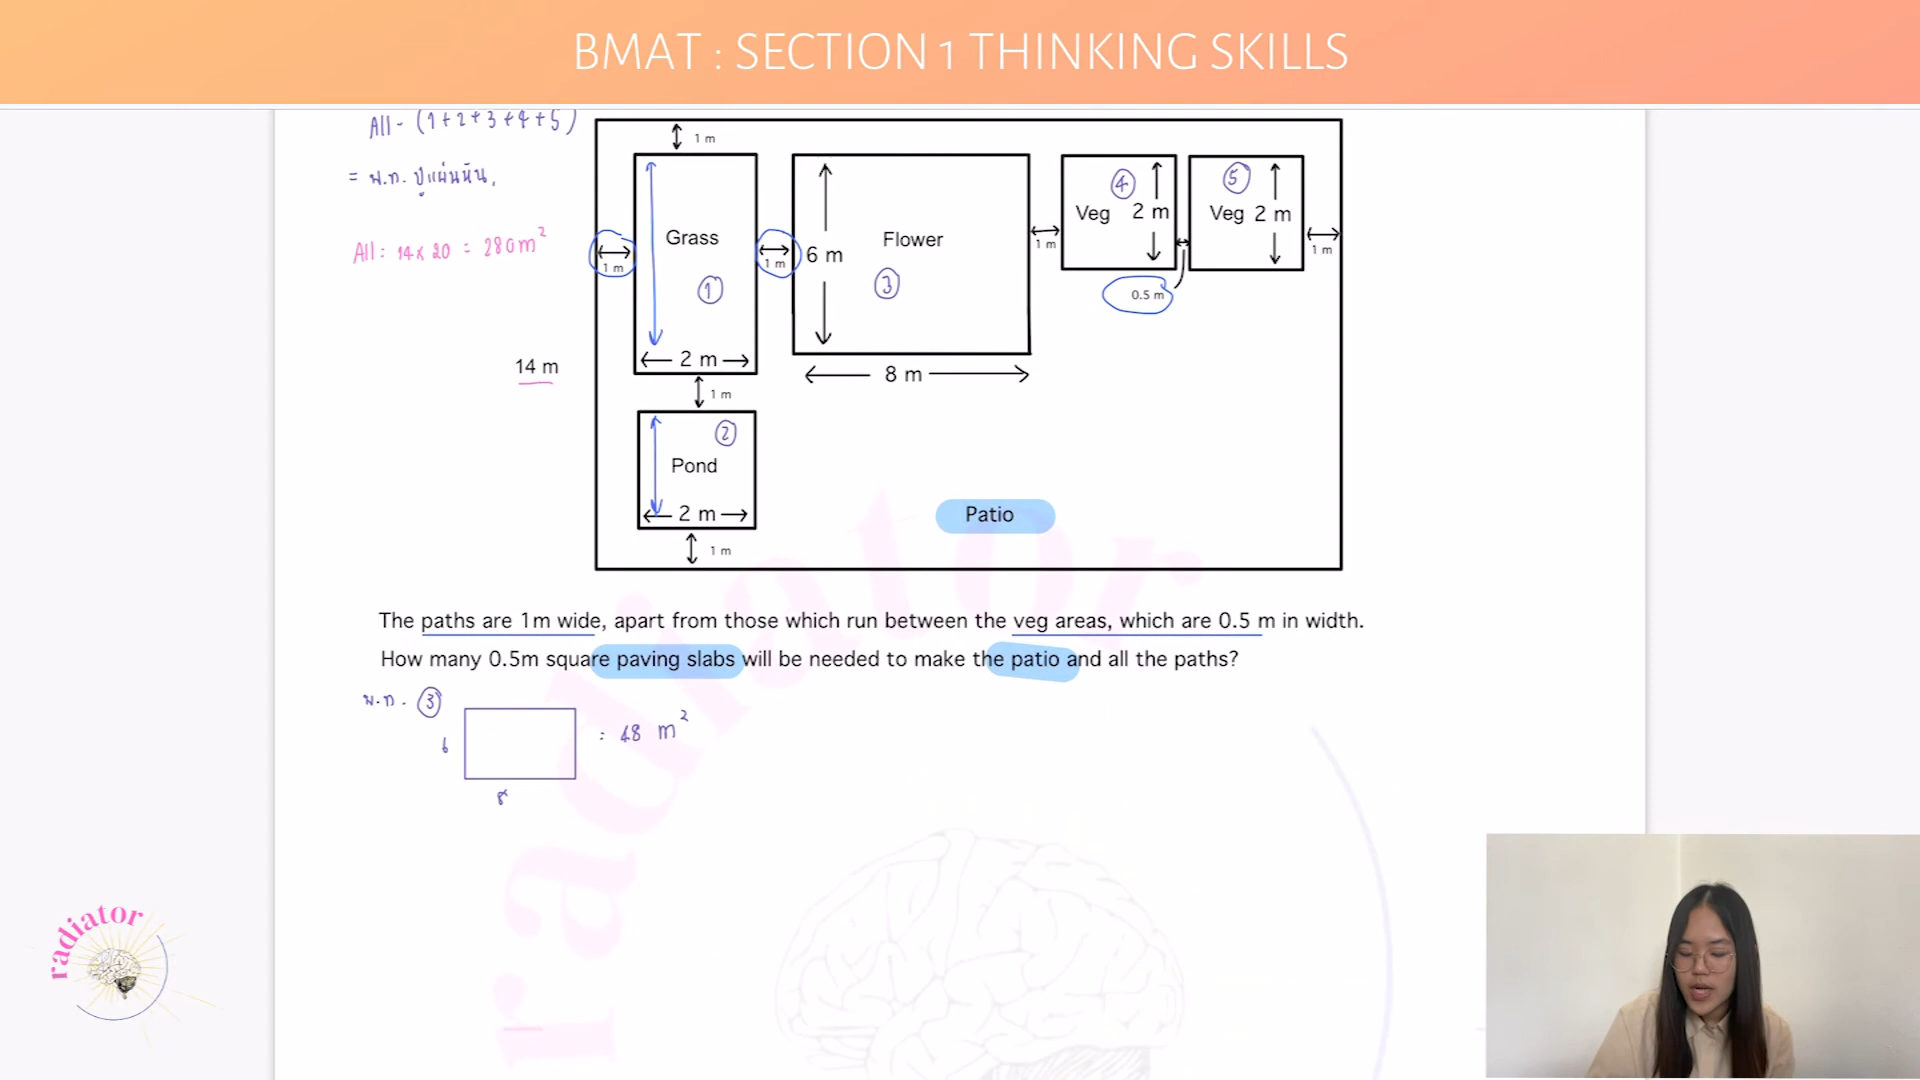 BMAT : SECTION 1 THINKING SKILLS
All - (1+2+3+4+5)
= พ.ท. ปูแผ่นหิน,
All: 14 x 20 = 280m²
14 m
1 m
1 m
Grass
1
2 m
1 m
1 m
Flower
6 m
3
8 m
1 m
4
Veg 2 m
0.5 m
5
Veg 2 m
1 m
2
Pond
2 m
1 m
Patio
The paths are 1m wide, apart from those which run between the veg areas, which are 0.5 m in width.
How many 0.5m square paving slabs will be needed to make the patio and all the paths?
พ.ท. 3
6
8
= 48 m²
radiator
radiator